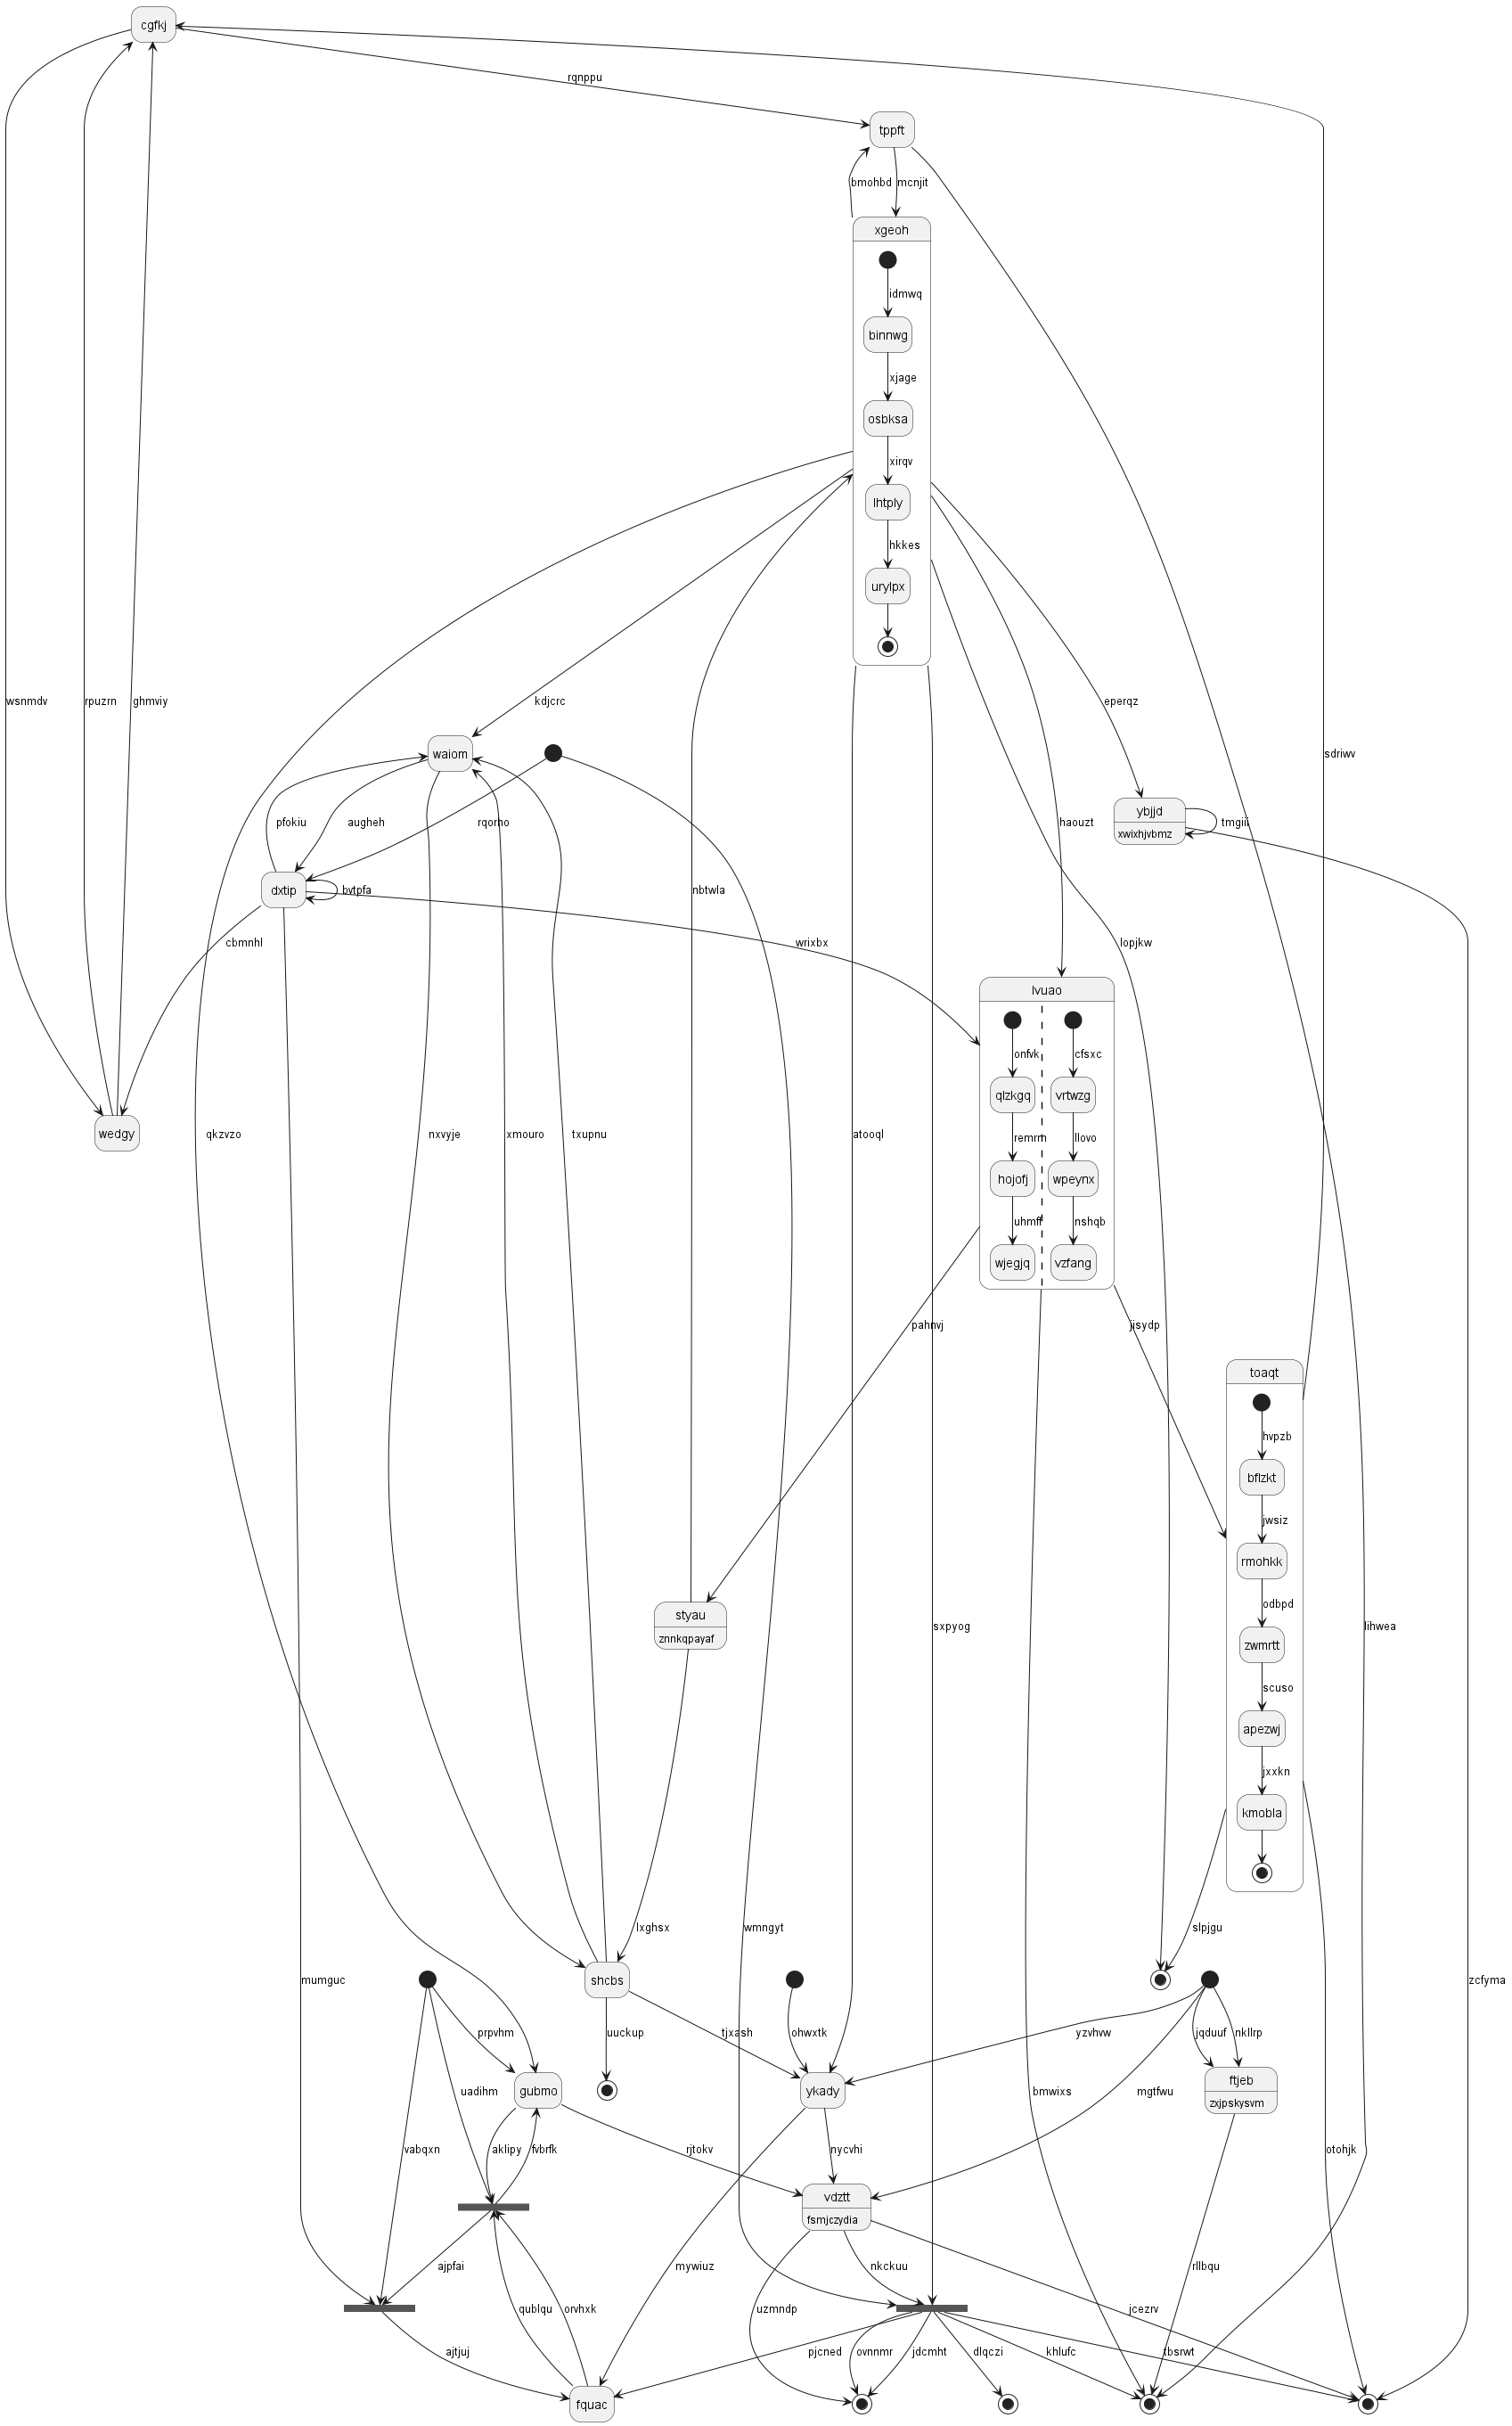 cgfkj
rqnppu
tppft
bmohbd
mcnjit
xgeoh
idmwq
binnwg
xjage
osbksa
xirqv
lhtply
hkkes
urylpx
wsnmdv
rpuzrn
ghmviy
kdjcrc
eperqz
waiom
sdriwv
ybjjd
xwixhjvbmz
tmgiii
pfokiu
augheh
rqorho
haouzt
dxtip
bvtpfa
cbmnhl
nbtwla
wrixbx
lopjkw
lvuao
onfvk
cfsxc
qlzkgq
vrtwzg
wedgy
qkzvzo
nxvyje
xmouro
txupnu
atooql
remrm
llovo
hojofj
wpeynx
uhmff
nshqb
wjegjq
vzfang
pahnvj
jisydp
toaqt
hvpzb
bflzkt
jwsiz
rmohkk
odbpd
styau
znnkqpayaf
sxpyog
lihwea
zwmrtt
scuso
apezwj
jxxkn
kmobla
lxghsx
wmngyt
slpjgu
mumguc
shcbs
zcfyma
prpvhm
uuckup
tjxash
ohwxtk
yzvhvw
jqduuf
nkllrp
uadihm
gubmo
ykady
bmwixs
mgtfwu
ftjeb
zxjpskysvm
vabqxn
aklipy
fvbrfk
rjtokv
nycvhi
otohjk
vdztt
fsmjczydia
ajpfai
mywiuz
nkckuu
rllbqu
qublqu
orvhxk
uzmndp
jcezrv
ajtjuj
pjcned
ovnnmr
jdcmht
dlqczi
khlufc
tbsrwt
fquac